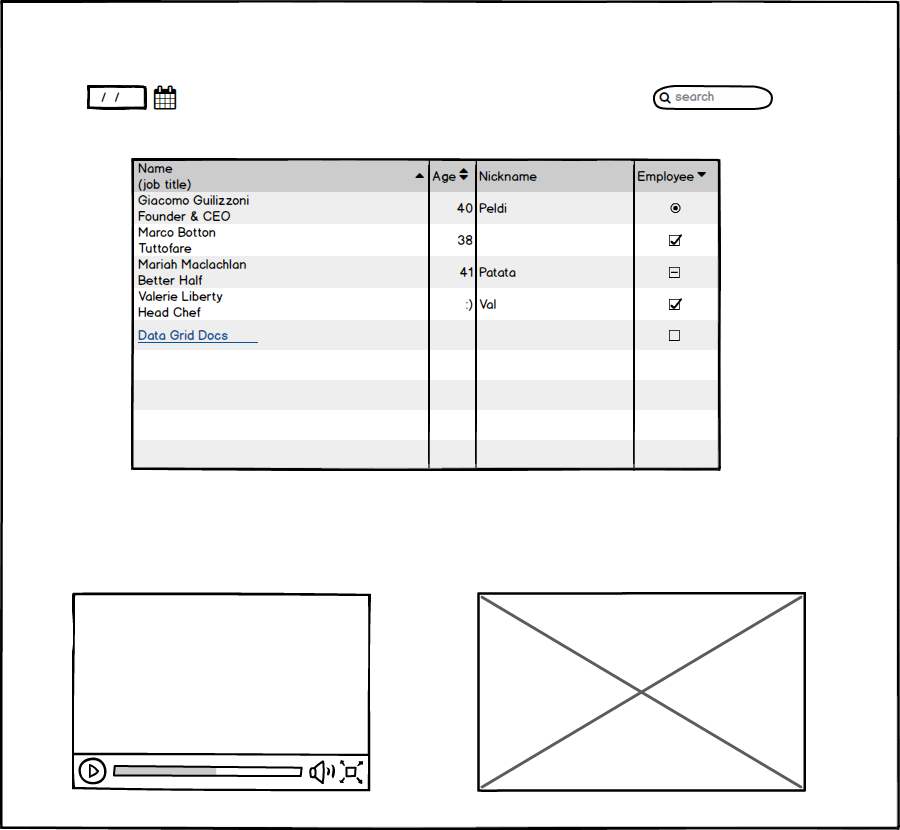 / /
search
Name
(job title)
Age
Nickname
Employee
Giacomo Guilizzoni
Founder & CEO
40
Peldi
Marco Botton
Tuttofare
38
Mariah Maclachlan
Better Half
41
Patata
Valerie Liberty
Head Chef
:)
Val
Data Grid Docs